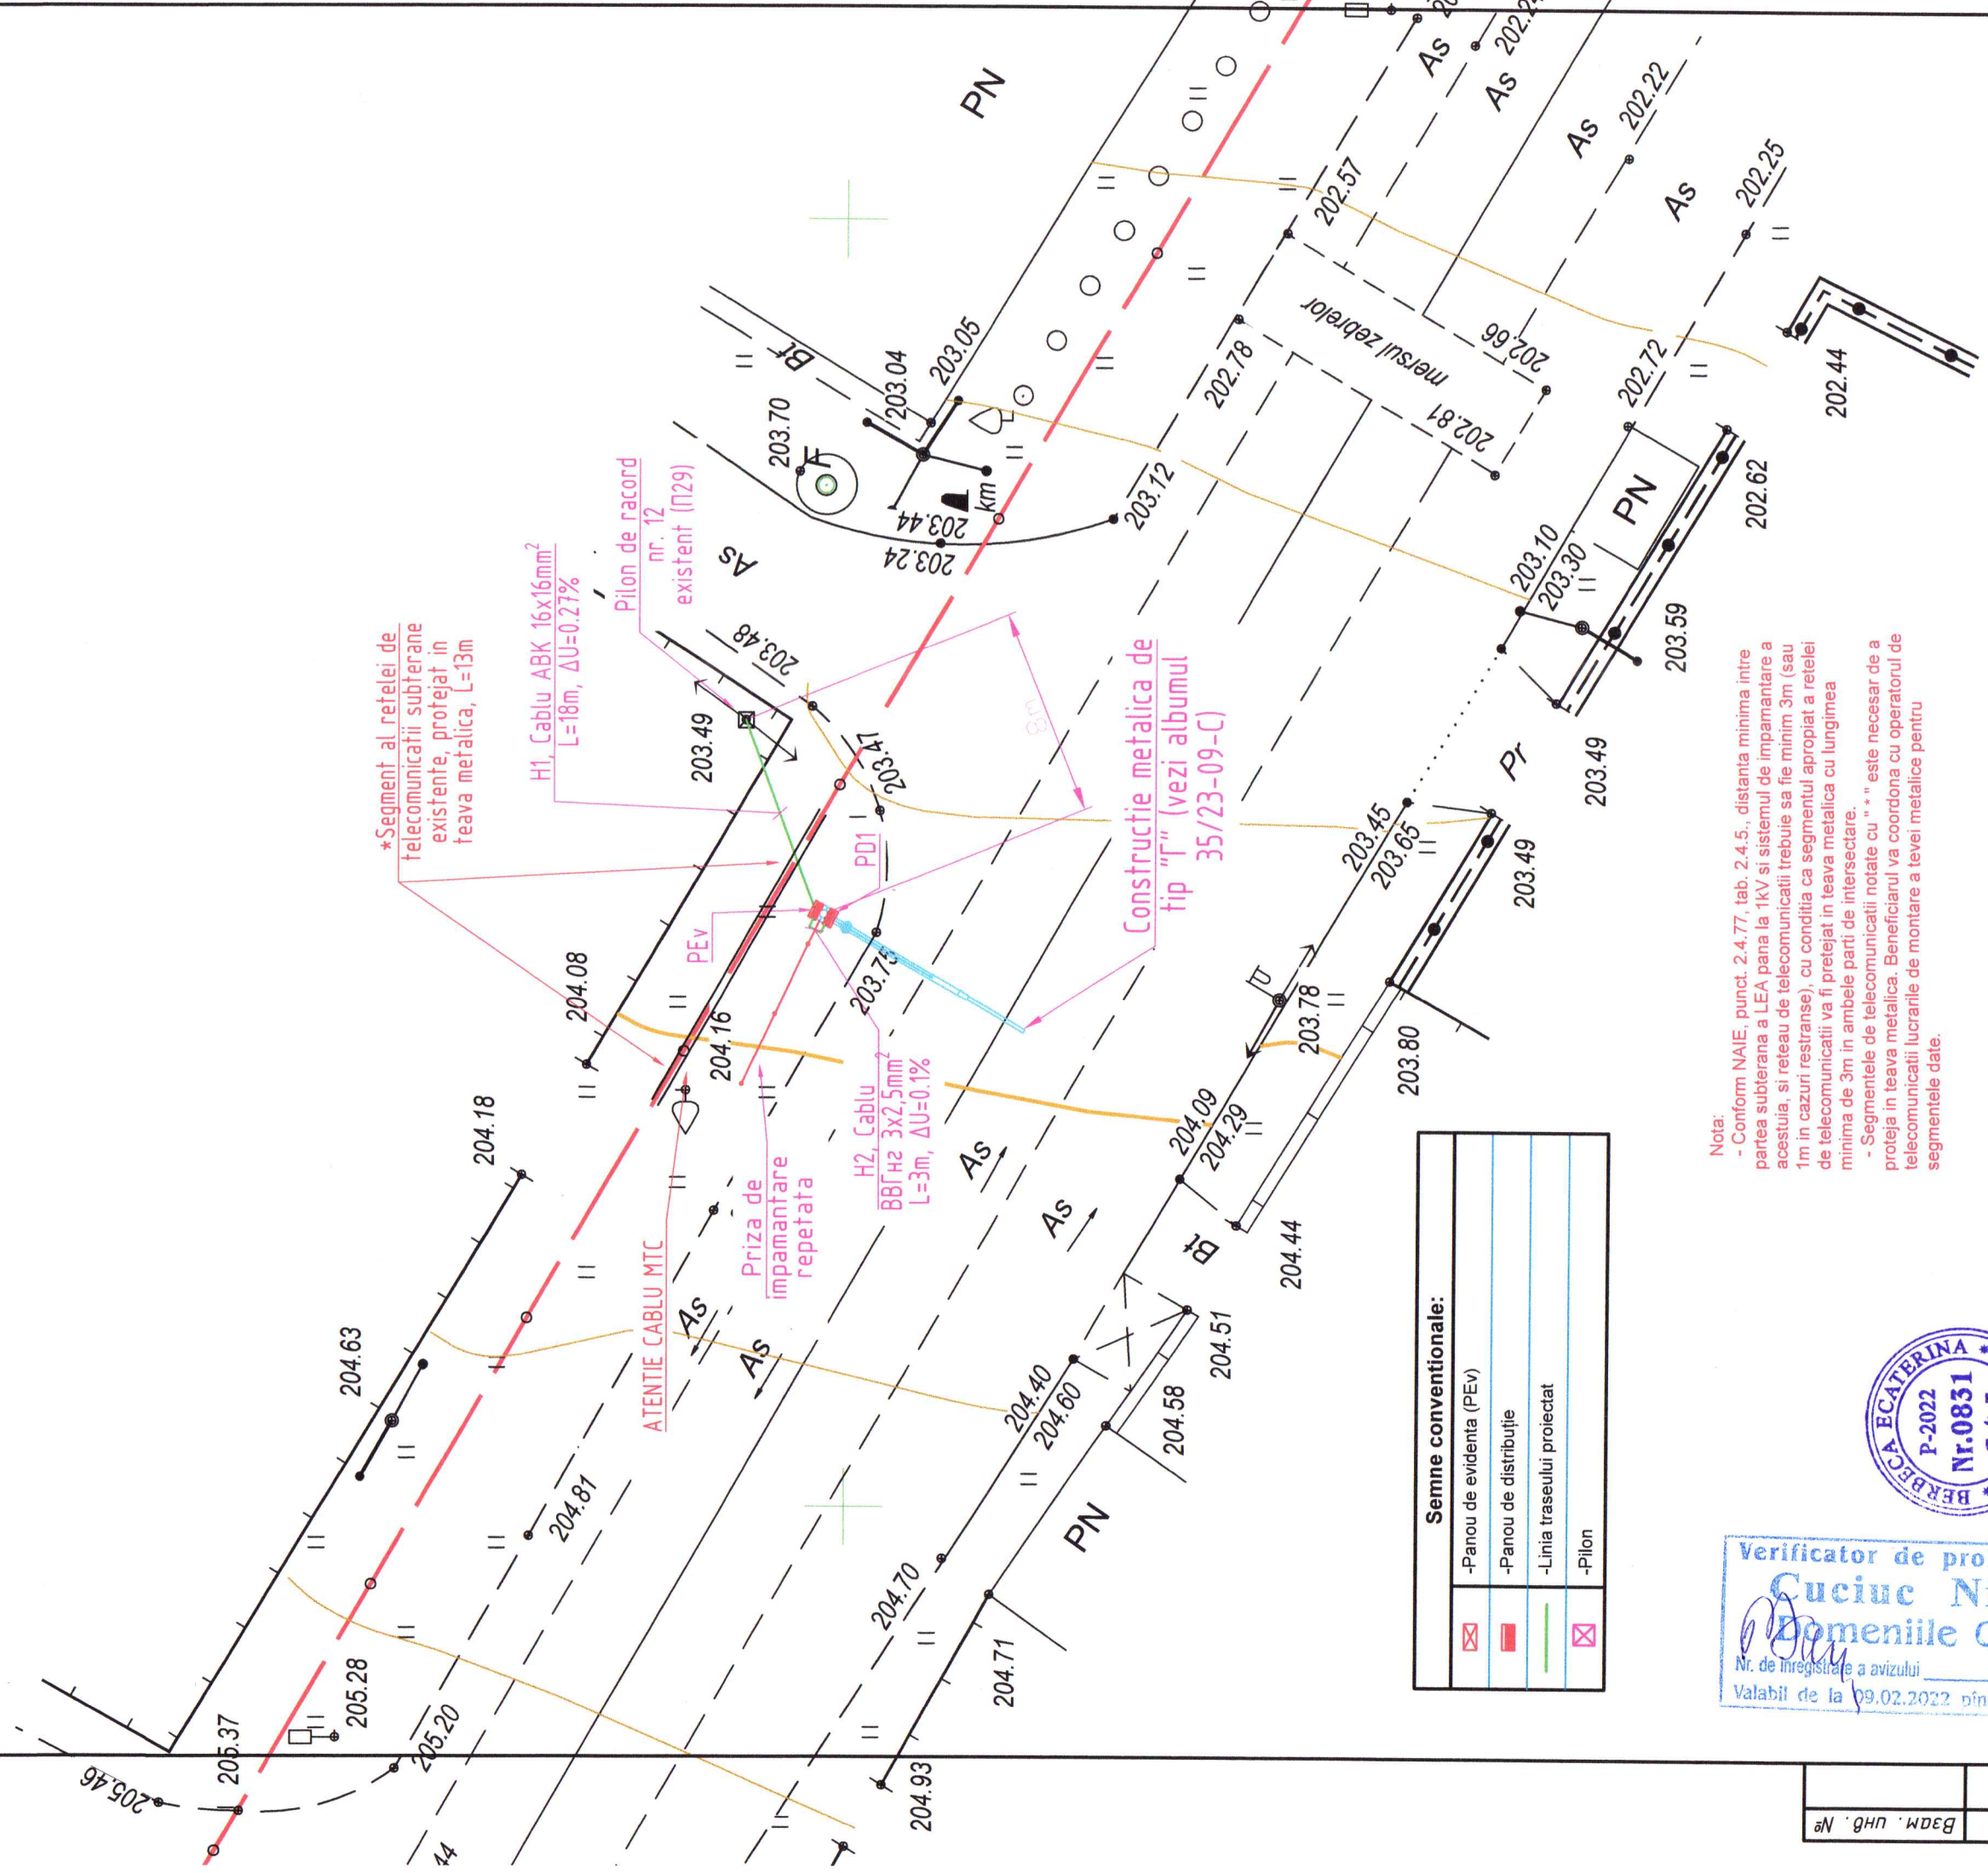 *Segment al retelei de
telecomunicatii subterane
existente, protejat in
teava metalica, L=13m
H1, Cablu ABK 16x16mm²
L=18m, ΔU=0.27%
Pilon de racord
nr. 12
existent (П29)
PEv
PD1
18m
Constructie metalica de
tip "Г" (vezi albumul
35/23-09-C)
ATENTIE CABLU MTC
Priza de
impamantare
repetata
H2, Cablu
ВВГнг 3x2,5mm²
L=3m, ΔU=0.1%
PN
As
As
As
As
As
Bt
F
km
mersul zebrelor
PN
Pr
As
As
As
As
Bt
PN
202.24
202.22
202.25
202.57
202.78
202.66
202.81
202.72
202.44
202.62
203.05
203.04
203.70
203.44
203.24
203.12
203.10
203.30
203.59
203.48
203.49
203.47
203.49
203.49
203.45
203.65
203.75
203.78
203.80
204.08
204.16
204.18
204.09
204.29
204.44
204.51
204.58
204.40
204.60
204.63
204.81
204.70
204.71
204.93
205.28
205.37
205.20
205.46
44
Semne conventionale:
-Panou de evidenta (PEv)
-Panou de distribuție
-Linia traseului proiectat
-Pilon
Nota:
- Conform NAIE, punct. 2.4.77, tab. 2.4.5., distanta minima intre
partea subterana a LEA pana la 1kV si sistemul de impamantare a
acestuia, si reteau de telecomunicatii trebuie sa fie minim 3m (sau
1m in cazuri restranse), cu conditia ca segmentul apropiat a retelei
de telecomunicatii va fi pretejat in teava metalica cu lungimea
minima de 3m in ambele parti de intersectare.
- Segmentele de telecomunicatii notate cu " * " este necesar de a
proteja in teava metalica. Beneficiarul va coordona cu operatorul de
telecomunicatii lucrarile de montare a tevei metalice pentru
segmentele date.
BERBECA ECATERINA
P-2022
Nr.0831
Verificator de pro
Cuciuc
Domeniile
Nr. de înregistrare a avizului
Valabil de la 09.02.2022 pîn
Взам. инв. №